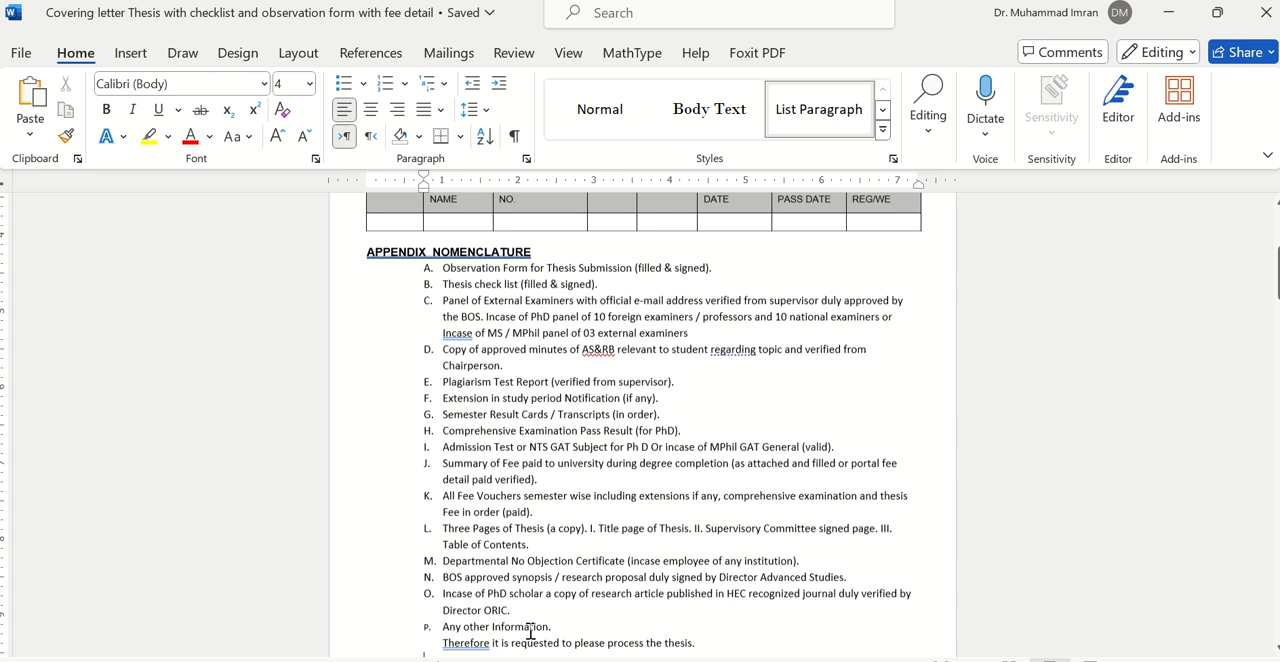 Covering letter Thesis with checklist and observation form with fee detail • Saved
Search
Dr. Muhammad Imran
DM
File Home Insert Draw Design Layout References Mailings Review View MathType Help Foxit PDF
Comments Editing Share
Calibri (Body) 4
Paste
Normal Body Text List Paragraph
Editing Dictate Sensitivity Editor Add-ins
Clipboard Font Paragraph Styles Voice Sensitivity Editor Add-ins
1 2 3 4 5 6 7
NAME NO. DATE PASS DATE REG/WE
APPENDIX NOMENCLATURE
A. Observation Form for Thesis Submission (filled & signed).
B. Thesis check list (filled & signed).
C. Panel of External Examiners with official e-mail address verified from supervisor duly approved by
the BOS. Incase of PhD panel of 10 foreign examiners / professors and 10 national examiners or
Incase of MS / MPhil panel of 03 external examiners
D. Copy of approved minutes of AS&RB relevant to student regarding topic and verified from
Chairperson.
E. Plagiarism Test Report (verified from supervisor).
F. Extension in study period Notification (if any).
G. Semester Result Cards / Transcripts (in order).
H. Comprehensive Examination Pass Result (for PhD).
I. Admission Test or NTS GAT Subject for Ph D Or incase of MPhil GAT General (valid).
J. Summary of Fee paid to university during degree completion (as attached and filled or portal fee
detail paid verified).
K. All Fee Vouchers semester wise including extensions if any, comprehensive examination and thesis
Fee in order (paid).
L. Three Pages of Thesis (a copy). I. Title page of Thesis. II. Supervisory Committee signed page. III.
Table of Contents.
M. Departmental No Objection Certificate (incase employee of any institution).
N. BOS approved synopsis / research proposal duly signed by Director Advanced Studies.
O. Incase of PhD scholar a copy of research article published in HEC recognized journal duly verified by
Director ORIC.
P. Any other Information.
Therefore it is requested to please process the thesis.